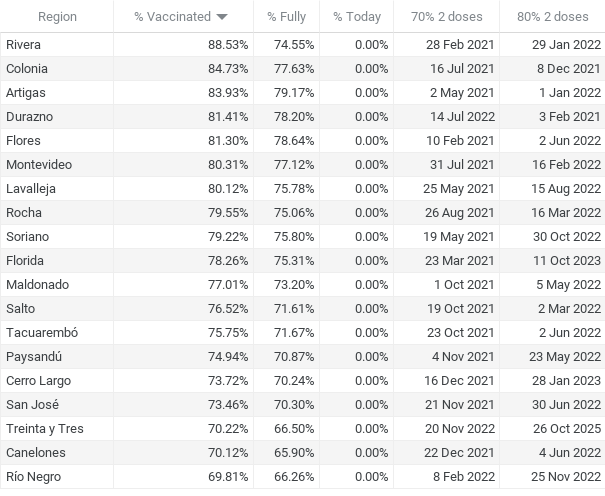 Region % Vaccinated % Fully % Today 70% 2 doses 80% 2 doses
Rivera 88.53% 74.55% 0.00% 28 Feb 2021 29 Jan 2022
Colonia 84.73% 77.63% 0.00% 16 Jul 2021 8 Dec 2021
Artigas 83.93% 79.17% 0.00% 2 May 2021 1 Jan 2022
Durazno 81.41% 78.20% 0.00% 14 Jul 2022 3 Feb 2021
Flores 81.30% 78.64% 0.00% 10 Feb 2021 2 Jun 2022
Montevideo 80.31% 77.12% 0.00% 31 Jul 2021 16 Feb 2022
Lavalleja 80.12% 75.78% 0.00% 25 May 2021 15 Aug 2022
Rocha 79.55% 75.06% 0.00% 26 Aug 2021 16 Mar 2022
Soriano 79.22% 75.80% 0.00% 19 May 2021 30 Oct 2022
Florida 78.26% 75.31% 0.00% 23 Mar 2021 11 Oct 2023
Maldonado 77.01% 73.20% 0.00% 1 Oct 2021 5 May 2022
Salto 76.52% 71.61% 0.00% 19 Oct 2021 2 Mar 2022
Tacuarembó 75.75% 71.67% 0.00% 23 Oct 2021 2 Jun 2022
Paysandú 74.94% 70.87% 0.00% 4 Nov 2021 23 May 2022
Cerro Largo 73.72% 70.24% 0.00% 16 Dec 2021 28 Jan 2023
San José 73.46% 70.30% 0.00% 21 Nov 2021 30 Jun 2022
Treinta y Tres 70.22% 66.50% 0.00% 20 Nov 2022 26 Oct 2025
Canelones 70.12% 65.90% 0.00% 22 Dec 2021 4 Jun 2022
Río Negro 69.81% 66.26% 0.00% 8 Feb 2022 25 Nov 2022